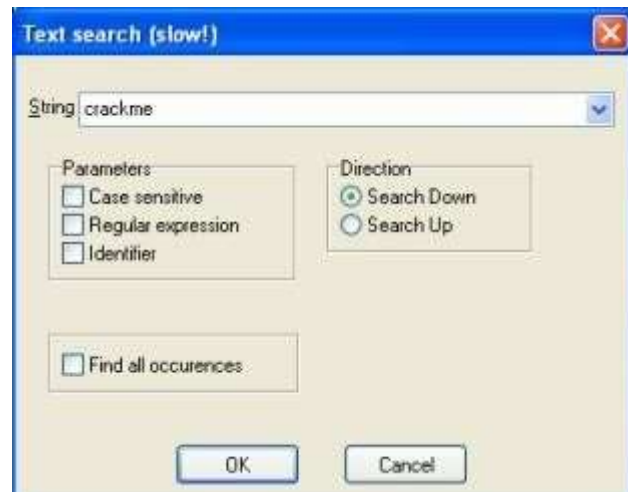 Text search (slow!)
String crackme
Parameters
Case sensitive
Regular expression
Identifier
Direction
Search Down
Search Up
Find all occurences
OK
Cancel